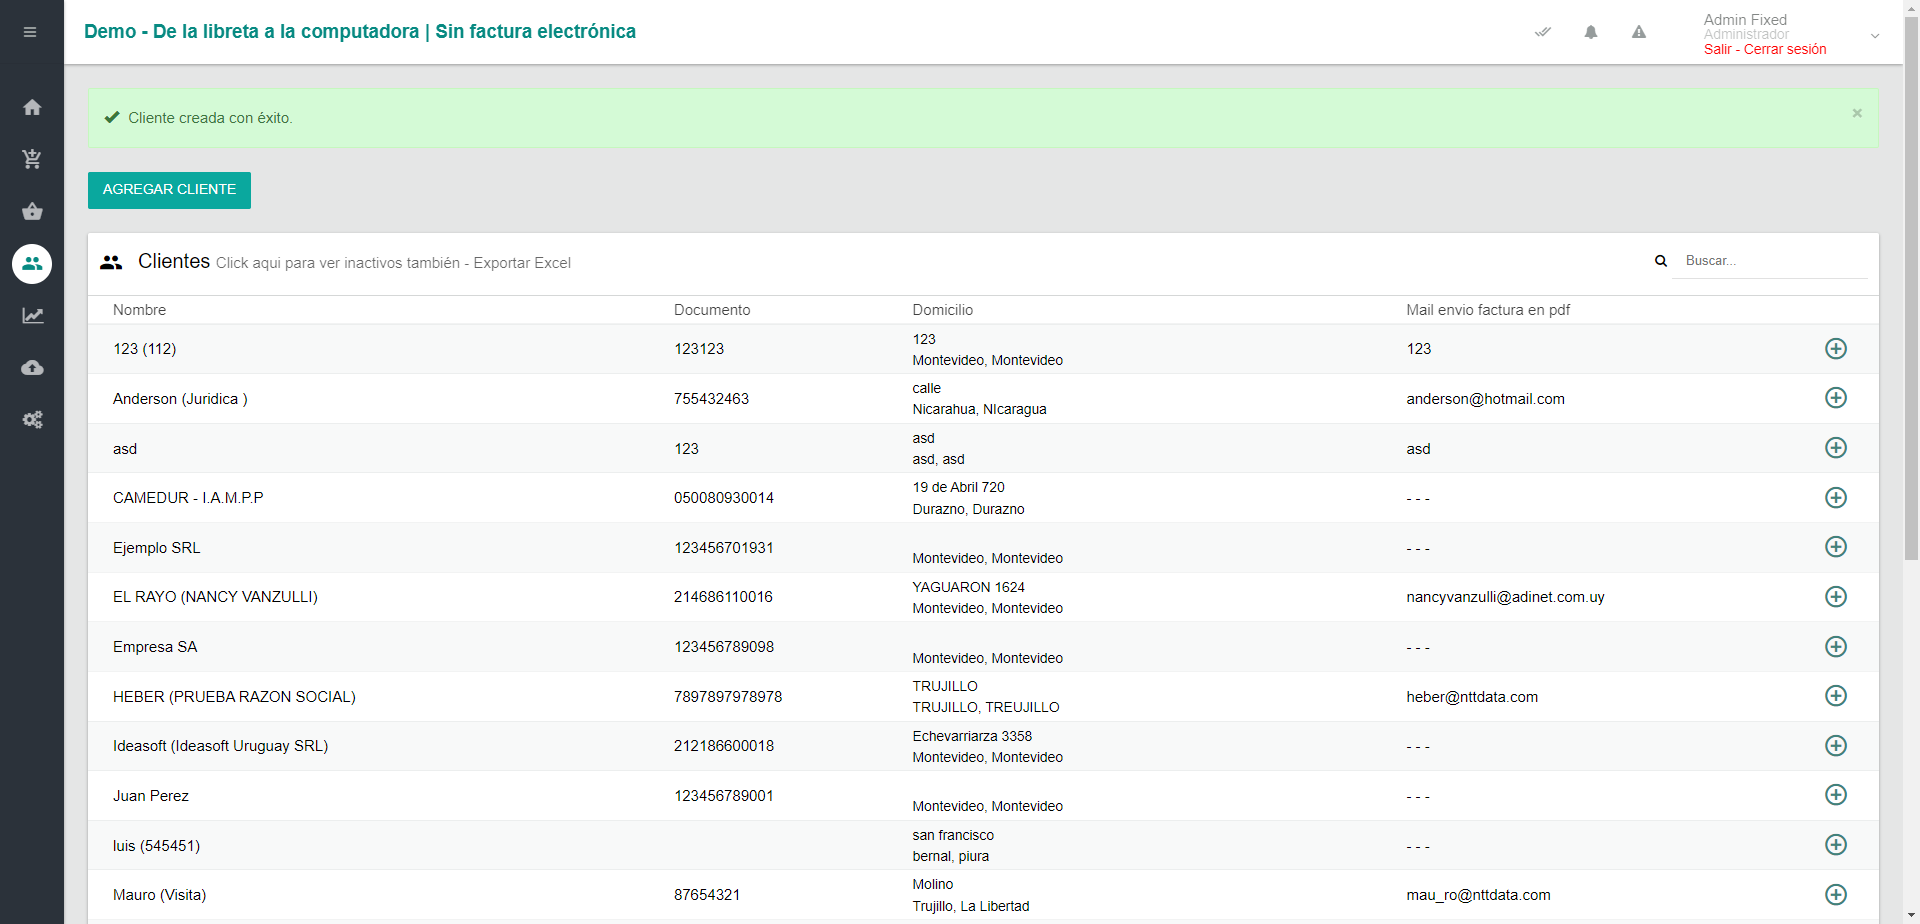 Demo - De la libreta a la computadora | Sin factura electrónica
Admin Fixed
Administrador
Salir - Cerrar sesión
Cliente creada con éxito.
×
AGREGAR CLIENTE
Clientes Click aqui para ver inactivos también - Exportar Excel
Buscar...
Nombre Documento Domicilio Mail envio factura en pdf
123 (112) 123123 123 123
Montevideo, Montevideo
Anderson (Juridica ) 755432463 calle anderson@hotmail.com
Nicarahua, NIcaragua
asd 123 asd asd
asd, asd
CAMEDUR - I.A.M.P.P 050080930014 19 de Abril 720 - - -
Durazno, Durazno
Ejemplo SRL 123456701931 - - -
Montevideo, Montevideo
EL RAYO (NANCY VANZULLI) 214686110016 YAGUARON 1624 nancyvanzulli@adinet.com.uy
Montevideo, Montevideo
Empresa SA 123456789098 - - -
Montevideo, Montevideo
HEBER (PRUEBA RAZON SOCIAL) 7897897978978 TRUJILLO heber@nttdata.com
TRUJILLO, TREUJILLO
Ideasoft (Ideasoft Uruguay SRL) 212186600018 Echevarriarza 3358 - - -
Montevideo, Montevideo
Juan Perez 123456789001 - - -
Montevideo, Montevideo
luis (545451) san francisco - - -
bernal, piura
Mauro (Visita) 87654321 Molino mau_ro@nttdata.com
Trujillo, La Libertad